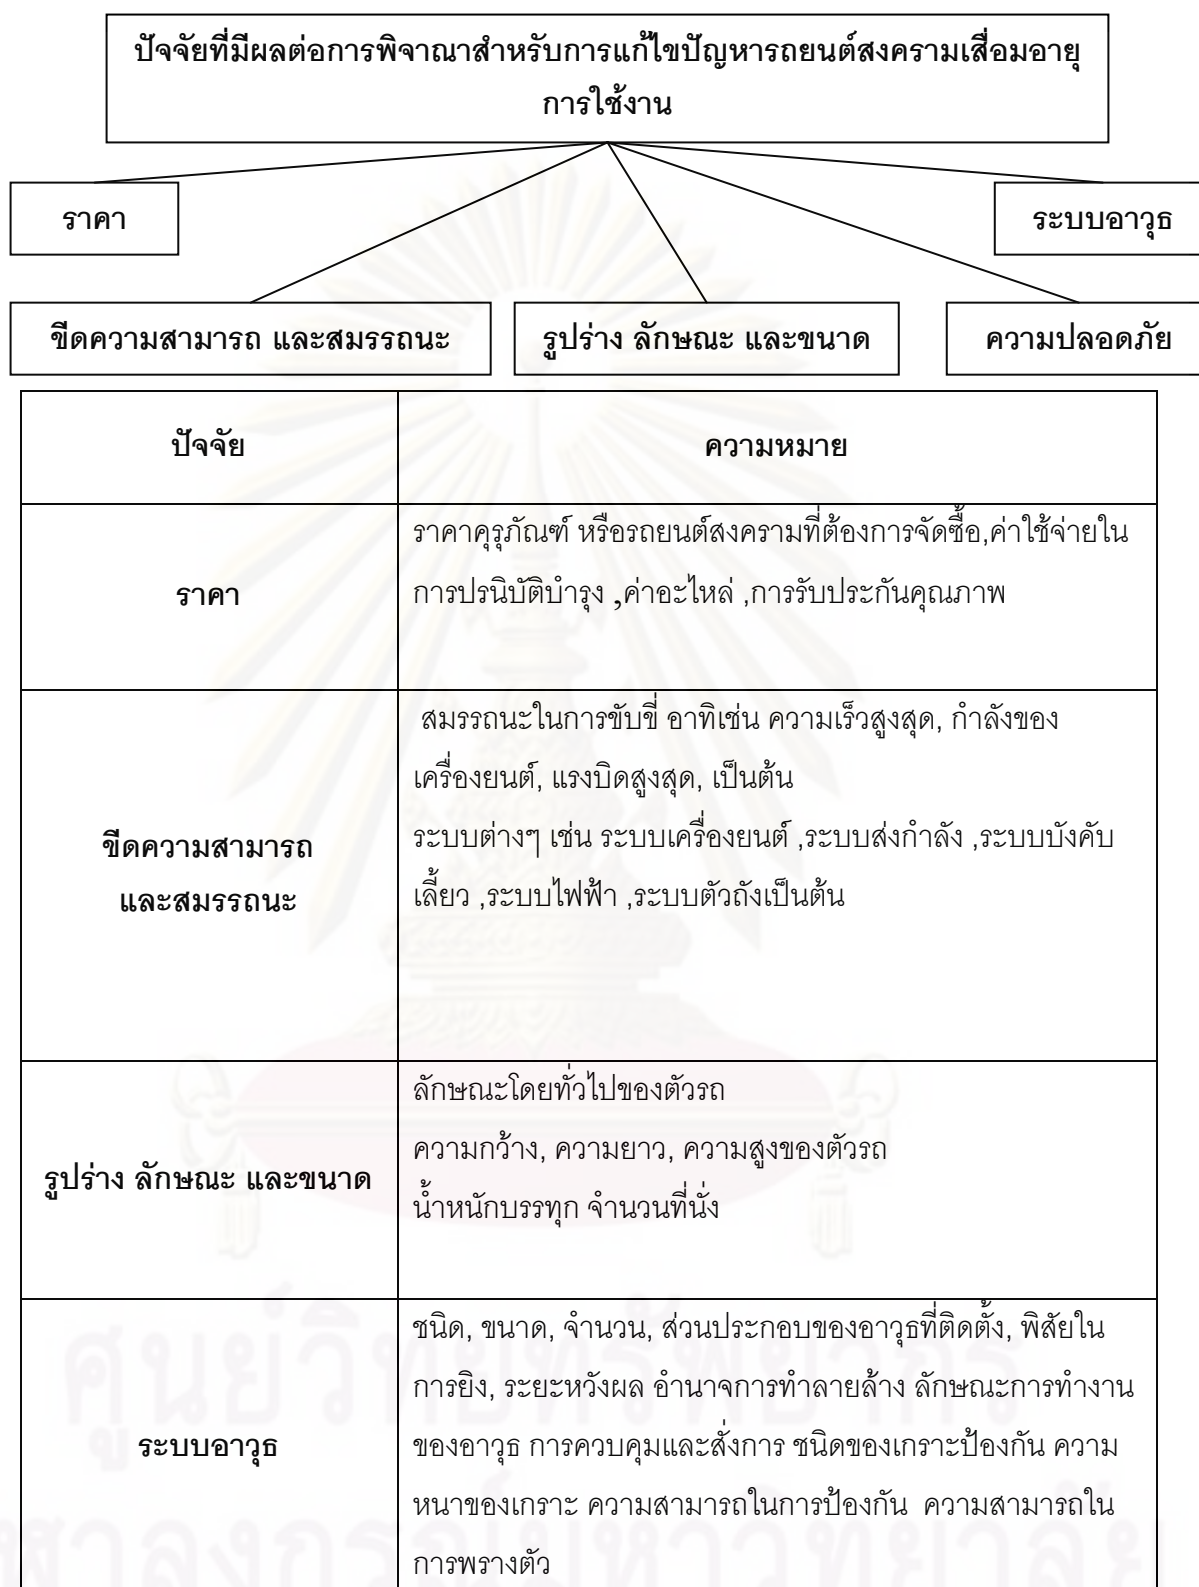 ปัจจัยที่มีผลต่อการพิจาณาสำหรับการแก้ไขปัญหารถยนต์สงครามเสื่อมอายุ
การใช้งาน
ราคา
ระบบอาวุธ
ขีดความสามารถ และสมรรถนะ
รูปร่าง ลักษณะ และขนาด
ความปลอดภัย
ปัจจัย
ความหมาย
ราคา
ราคาคุรุภัณฑ์ หรือรถยนต์สงครามที่ต้องการจัดซื้อ,ค่าใช้จ่ายใน
การปรนิบัติบำรุง ,ค่าอะไหล่ ,การรับประกันคุณภาพ
ขีดความสามารถ
และสมรรถนะ
สมรรถนะในการขับขี่ อาทิเช่น ความเร็วสูงสุด, กำลังของ
เครื่องยนต์, แรงบิดสูงสุด, เป็นต้น
ระบบต่างๆ เช่น ระบบเครื่องยนต์ ,ระบบส่งกำลัง ,ระบบบังคับ
เลี้ยว ,ระบบไฟฟ้า ,ระบบตัวถังเป็นต้น
รูปร่าง ลักษณะ และขนาด
ลักษณะโดยทั่วไปของตัวรถ
ความกว้าง, ความยาว, ความสูงของตัวรถ
น้ำหนักบรรทุก จำนวนที่นั่ง
ระบบอาวุธ
ชนิด, ขนาด, จำนวน, ส่วนประกอบของอาวุธที่ติดตั้ง, พิสัยใน
การยิง, ระยะหวังผล อำนาจการทำลายล้าง ลักษณะการทำงาน
ของอาวุธ การควบคุมและสั่งการ ชนิดของเกราะป้องกัน ความ
หนาของเกราะ ความสามารถในการป้องกัน ความสามารถใน
การพรางตัว
ศูนย์วิทยทรัพยากร
จุฬาลงกรณ์มหาวิทยาลัย